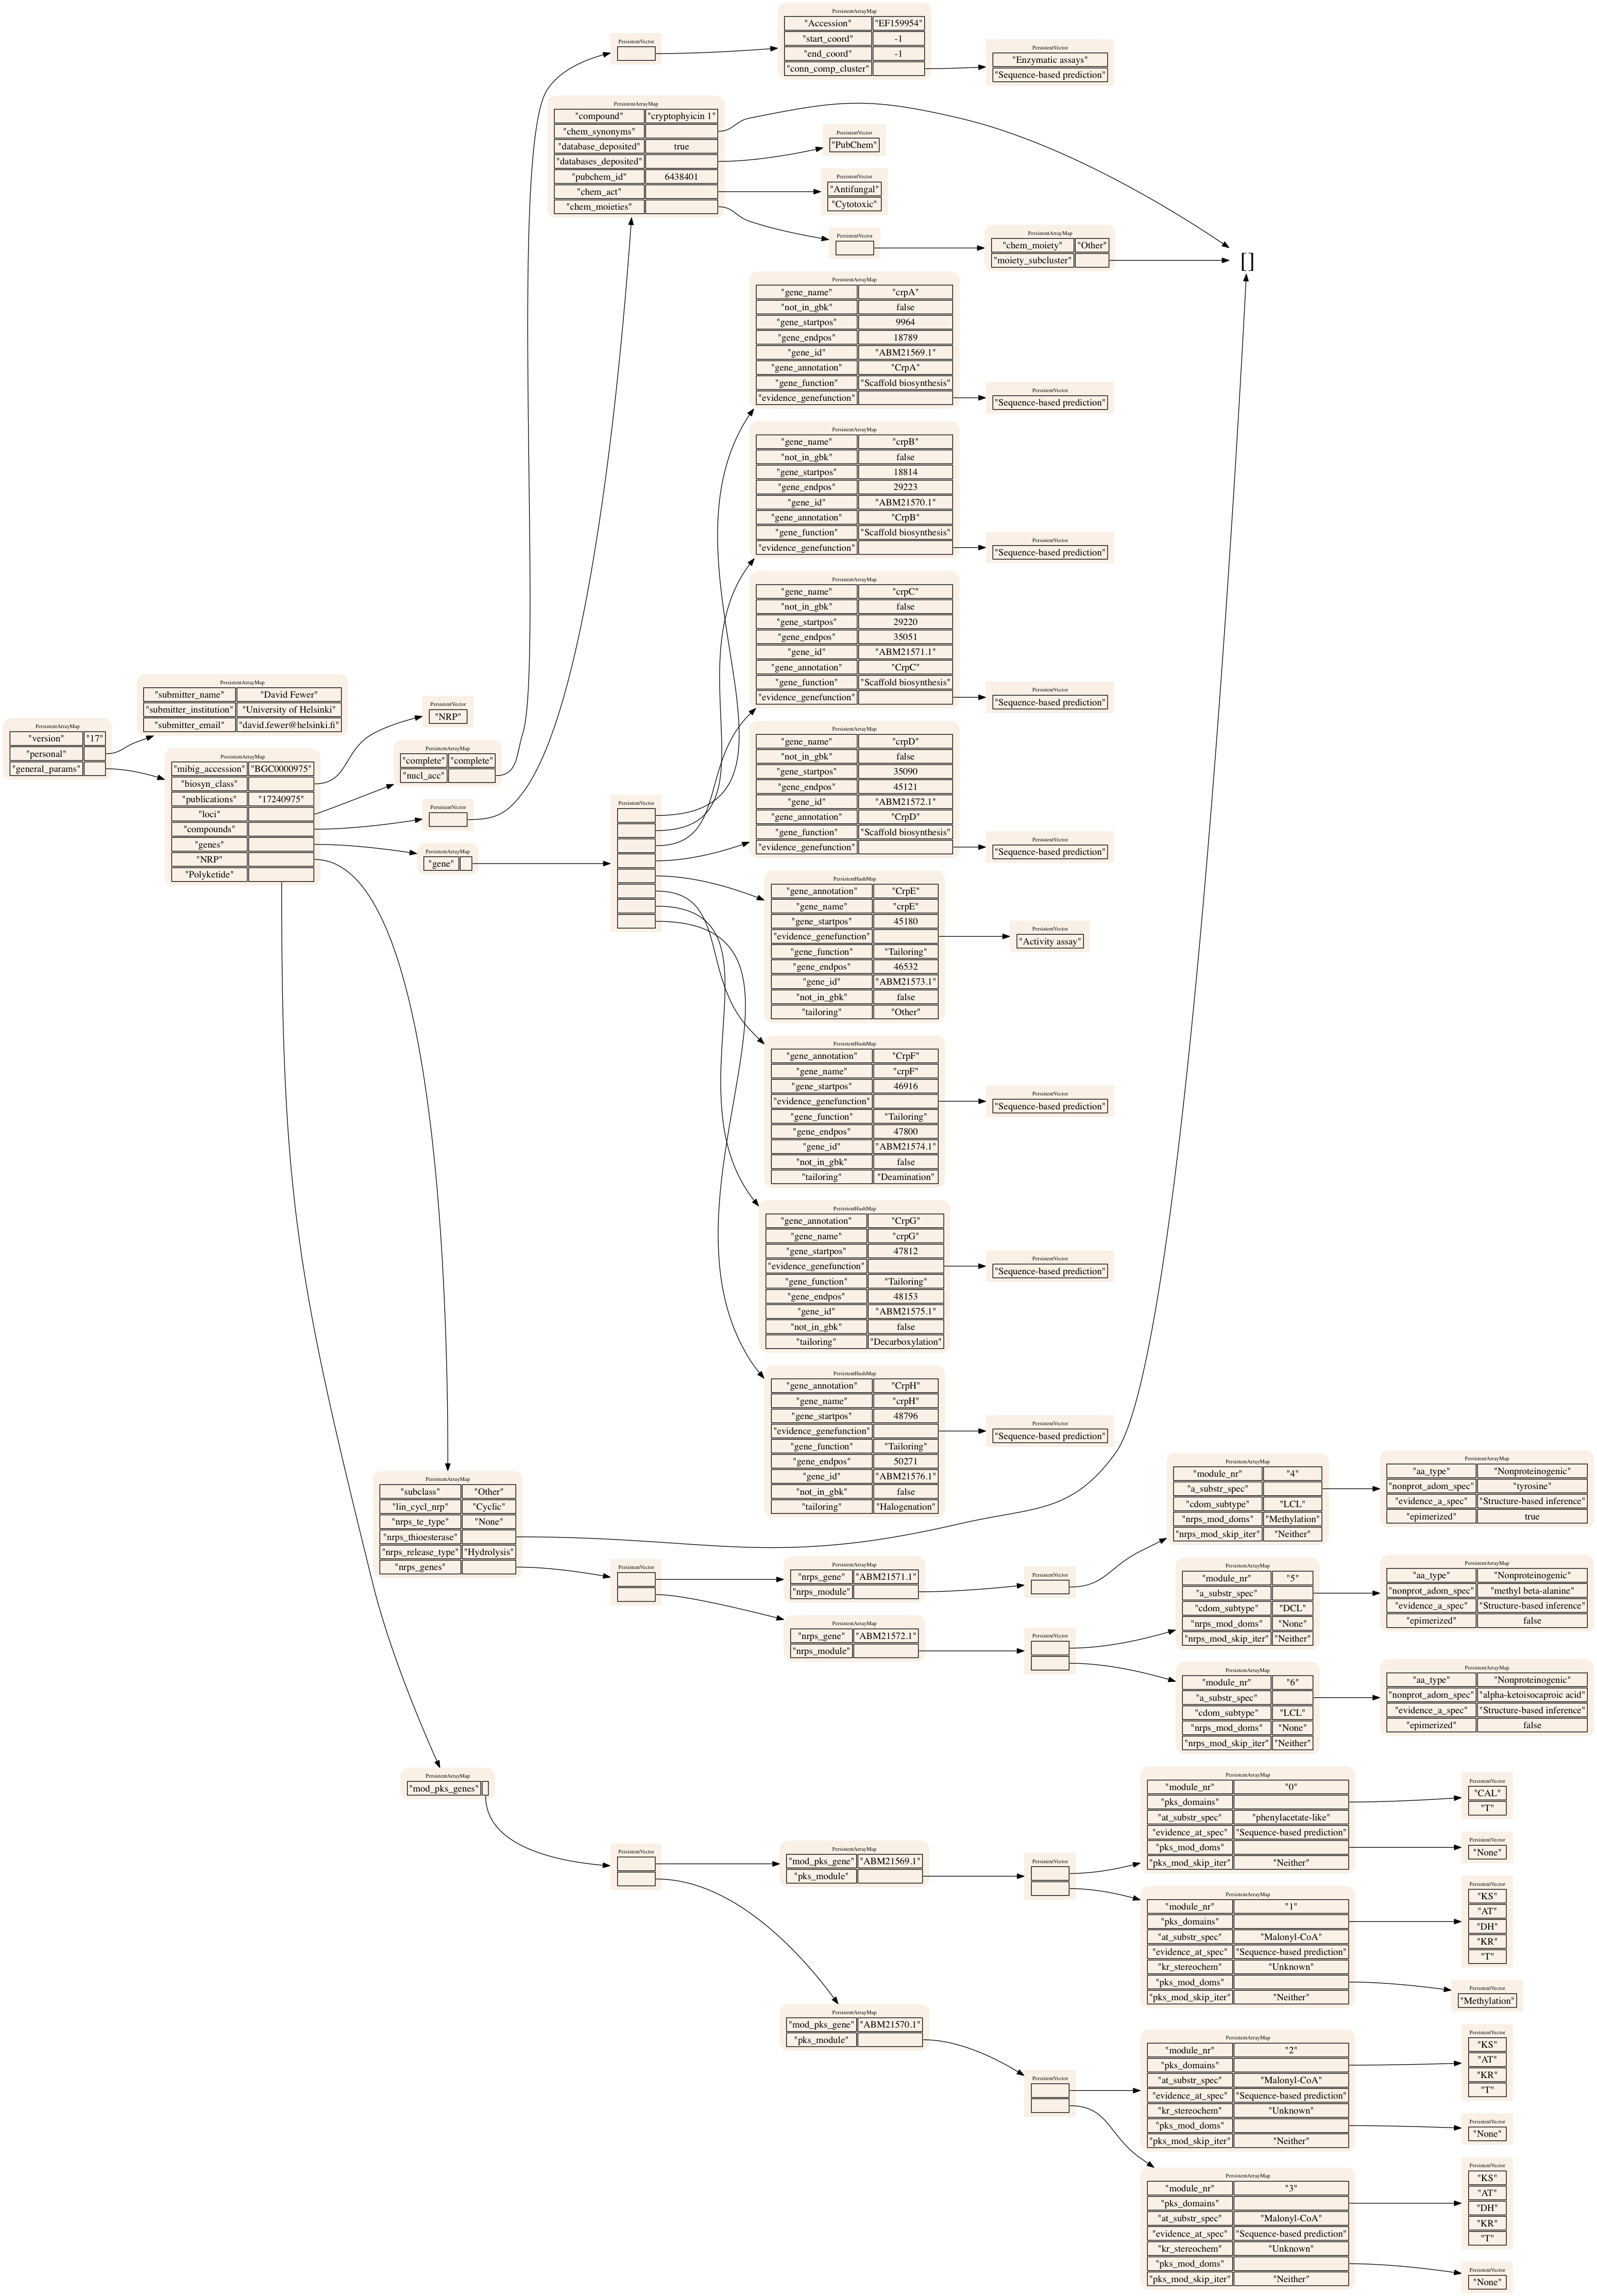 PersistentArrayMap
"version" "17"
"personal"
"general_params"
PersistentArrayMap
"submitter_name" "David Fewer"
"submitter_institution" "University of Helsinki"
"submitter_email" "david.fewer@helsinki.fi"
PersistentArrayMap
"mibig_accession" "BGC0000975"
"biosyn_class"
"publications" "17240975"
"loci"
"compounds"
"genes"
"NRP"
"Polyketide"
PersistentVector
"NRP"
PersistentArrayMap
"complete" "complete"
"nucl_acc"
PersistentVector
PersistentArrayMap
"gene"
PersistentVector
PersistentArrayMap
"Accession" "EF159954"
"start_coord" -1
"end_coord" -1
"conn_comp_cluster"
PersistentVector
"Enzymatic assays"
"Sequence-based prediction"
PersistentArrayMap
"compound" "cryptophyicin 1"
"chem_synonyms"
"database_deposited" true
"databases_deposited"
"pubchem_id" 6438401
"chem_act"
"chem_moieties"
PersistentVector
"PubChem"
PersistentVector
"Antifungal"
"Cytotoxic"
PersistentVector
PersistentArrayMap
"chem_moiety" "Other"
"moiety_subcluster"
[]
PersistentVector
PersistentArrayMap
"gene_name" "crpA"
"not_in_gbk" false
"gene_startpos" 9964
"gene_endpos" 18789
"gene_id" "ABM21569.1"
"gene_annotation" "CrpA"
"gene_function" "Scaffold biosynthesis"
"evidence_genefunction"
PersistentVector
"Sequence-based prediction"
PersistentArrayMap
"gene_name" "crpB"
"not_in_gbk" false
"gene_startpos" 18814
"gene_endpos" 29223
"gene_id" "ABM21570.1"
"gene_annotation" "CrpB"
"gene_function" "Scaffold biosynthesis"
"evidence_genefunction"
PersistentVector
"Sequence-based prediction"
PersistentArrayMap
"gene_name" "crpC"
"not_in_gbk" false
"gene_startpos" 29220
"gene_endpos" 35051
"gene_id" "ABM21571.1"
"gene_annotation" "CrpC"
"gene_function" "Scaffold biosynthesis"
"evidence_genefunction"
PersistentVector
"Sequence-based prediction"
PersistentArrayMap
"gene_name" "crpD"
"not_in_gbk" false
"gene_startpos" 35090
"gene_endpos" 45121
"gene_id" "ABM21572.1"
"gene_annotation" "CrpD"
"gene_function" "Scaffold biosynthesis"
"evidence_genefunction"
PersistentVector
"Sequence-based prediction"
PersistentHashMap
"gene_annotation" "CrpE"
"gene_name" "crpE"
"gene_startpos" 45180
"evidence_genefunction"
"gene_function" "Tailoring"
"gene_endpos" 46532
"gene_id" "ABM21573.1"
"not_in_gbk" false
"tailoring" "Other"
PersistentVector
"Activity assay"
PersistentHashMap
"gene_annotation" "CrpF"
"gene_name" "crpF"
"gene_startpos" 46916
"evidence_genefunction"
"gene_function" "Tailoring"
"gene_endpos" 47800
"gene_id" "ABM21574.1"
"not_in_gbk" false
"tailoring" "Deamination"
PersistentVector
"Sequence-based prediction"
PersistentHashMap
"gene_annotation" "CrpG"
"gene_name" "crpG"
"gene_startpos" 47812
"evidence_genefunction"
"gene_function" "Tailoring"
"gene_endpos" 48153
"gene_id" "ABM21575.1"
"not_in_gbk" false
"tailoring" "Decarboxylation"
PersistentVector
"Sequence-based prediction"
PersistentHashMap
"gene_annotation" "CrpH"
"gene_name" "crpH"
"gene_startpos" 48796
"evidence_genefunction"
"gene_function" "Tailoring"
"gene_endpos" 50271
"gene_id" "ABM21576.1"
"not_in_gbk" false
"tailoring" "Halogenation"
PersistentVector
"Sequence-based prediction"
PersistentArrayMap
"subclass" "Other"
"lin_cycl_nrp" "Cyclic"
"nrps_te_type" "None"
"nrps_thioesterase"
"nrps_release_type" "Hydrolysis"
"nrps_genes"
PersistentVector
PersistentArrayMap
"nrps_gene" "ABM21571.1"
"nrps_module"
PersistentVector
PersistentArrayMap
"module_nr" "4"
"a_substr_spec"
"cdom_subtype" "LCL"
"nrps_mod_doms" "Methylation"
"nrps_mod_skip_iter" "Neither"
PersistentArrayMap
"aa_type" "Nonproteinogenic"
"nonprot_adom_spec" "tyrosine"
"evidence_a_spec" "Structure-based inference"
"epimerized" true
PersistentArrayMap
"nrps_gene" "ABM21572.1"
"nrps_module"
PersistentVector
PersistentArrayMap
"module_nr" "5"
"a_substr_spec"
"cdom_subtype" "DCL"
"nrps_mod_doms" "None"
"nrps_mod_skip_iter" "Neither"
PersistentArrayMap
"aa_type" "Nonproteinogenic"
"nonprot_adom_spec" "methyl beta-alanine"
"evidence_a_spec" "Structure-based inference"
"epimerized" false
PersistentArrayMap
"module_nr" "6"
"a_substr_spec"
"cdom_subtype" "LCL"
"nrps_mod_doms" "None"
"nrps_mod_skip_iter" "Neither"
PersistentArrayMap
"aa_type" "Nonproteinogenic"
"nonprot_adom_spec" "alpha-ketoisocaproic acid"
"evidence_a_spec" "Structure-based inference"
"epimerized" false
PersistentArrayMap
"mod_pks_genes"
PersistentVector
PersistentArrayMap
"mod_pks_gene" "ABM21569.1"
"pks_module"
PersistentVector
PersistentArrayMap
"module_nr" "0"
"pks_domains"
"at_substr_spec" "phenylacetate-like"
"evidence_at_spec" "Sequence-based prediction"
"pks_mod_doms"
"pks_mod_skip_iter" "Neither"
PersistentVector
"CAL"
"T"
PersistentVector
"None"
PersistentArrayMap
"module_nr" "1"
"pks_domains"
"at_substr_spec" "Malonyl-CoA"
"evidence_at_spec" "Sequence-based prediction"
"kr_stereochem" "Unknown"
"pks_mod_doms"
"pks_mod_skip_iter" "Neither"
PersistentVector
"KS"
"AT"
"DH"
"KR"
"T"
PersistentVector
"Methylation"
PersistentArrayMap
"mod_pks_gene" "ABM21570.1"
"pks_module"
PersistentVector
PersistentArrayMap
"module_nr" "2"
"pks_domains"
"at_substr_spec" "Malonyl-CoA"
"evidence_at_spec" "Sequence-based prediction"
"kr_stereochem" "Unknown"
"pks_mod_doms"
"pks_mod_skip_iter" "Neither"
PersistentVector
"KS"
"AT"
"KR"
"T"
PersistentVector
"None"
PersistentArrayMap
"module_nr" "3"
"pks_domains"
"at_substr_spec" "Malonyl-CoA"
"evidence_at_spec" "Sequence-based prediction"
"kr_stereochem" "Unknown"
"pks_mod_doms"
"pks_mod_skip_iter" "Neither"
PersistentVector
"KS"
"AT"
"DH"
"KR"
"T"
PersistentVector
"None"